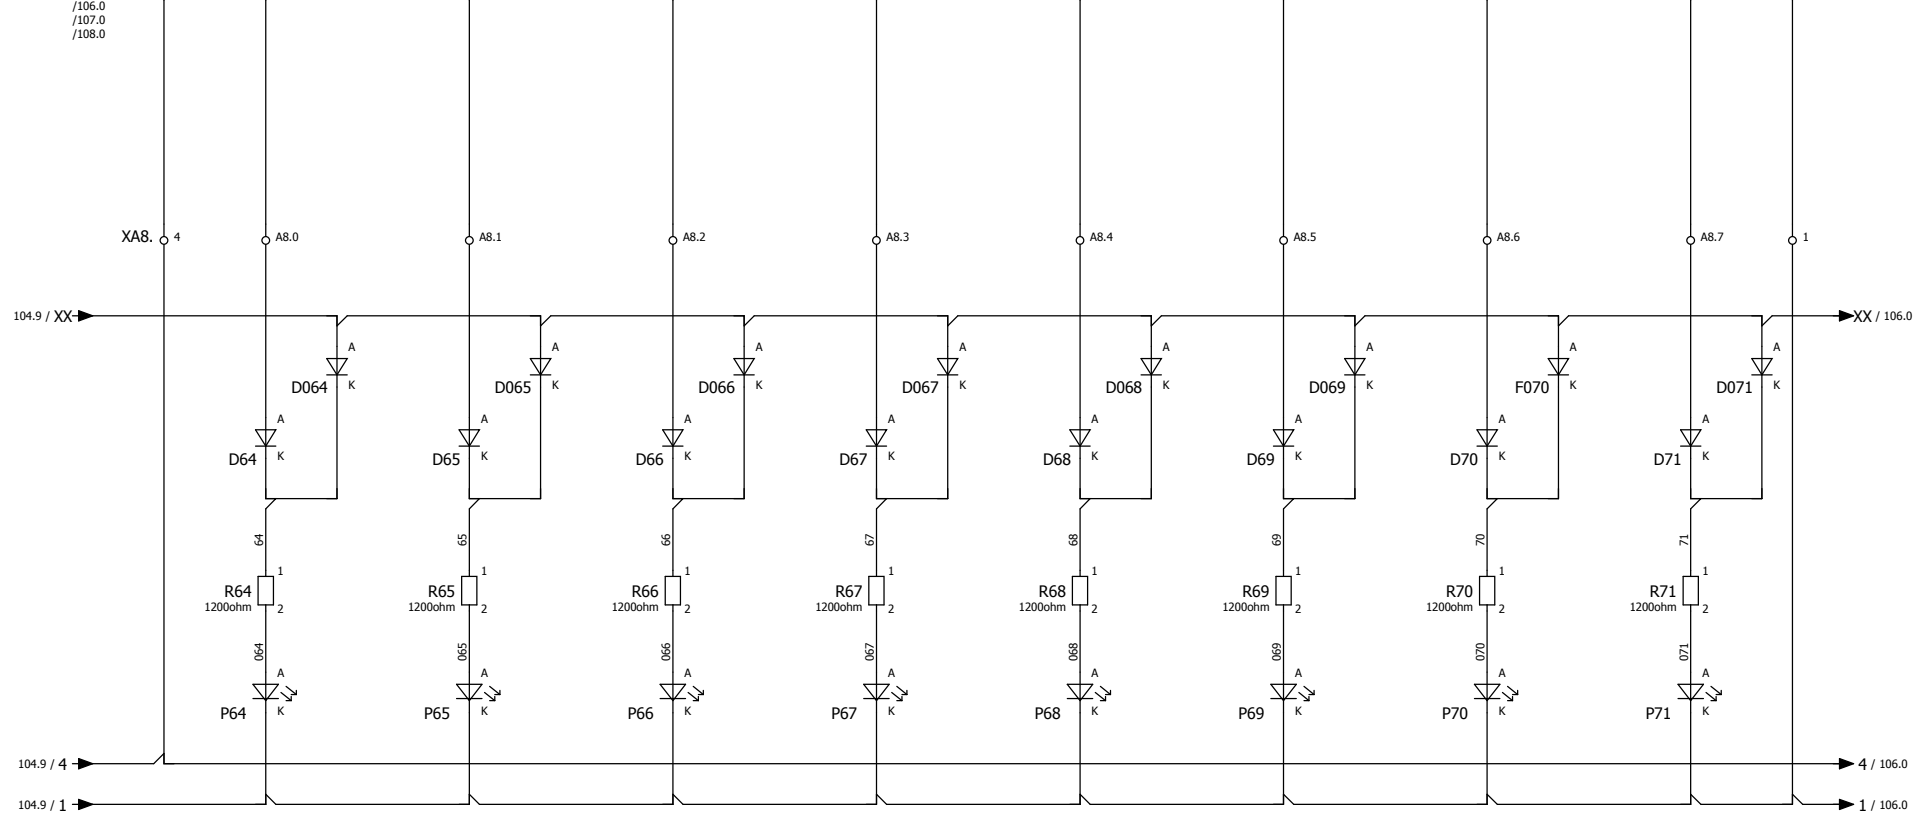 /106.0
/107.0
/108.0
XA8. 4 A8.0 A8.1 A8.2 A8.3 A8.4 A8.5 A8.6 A8.7 1
104.9 / XX XX / 106.0
A A A A A A A A
D064 K D065 K D066 K D067 K D068 K D069 K F070 K D071 K
A A A A A A A A
D64 K D65 K D66 K D67 K D68 K D69 K D70 K D71 K
64 65 66 67 68 69 70 71
1 1 1 1 1 1 1 1
R64 R65 R66 R67 R68 R69 R70 R71
1200ohm 2 1200ohm 2 1200ohm 2 1200ohm 2 1200ohm 2 1200ohm 2 1200ohm 2 1200ohm 2
064 065 066 067 068 069 070 071
A A A A A A A A
P64 K P65 K P66 K P67 K P68 K P69 K P70 K P71 K
104.9 / 4 4 / 106.0
104.9 / 1 1 / 106.0